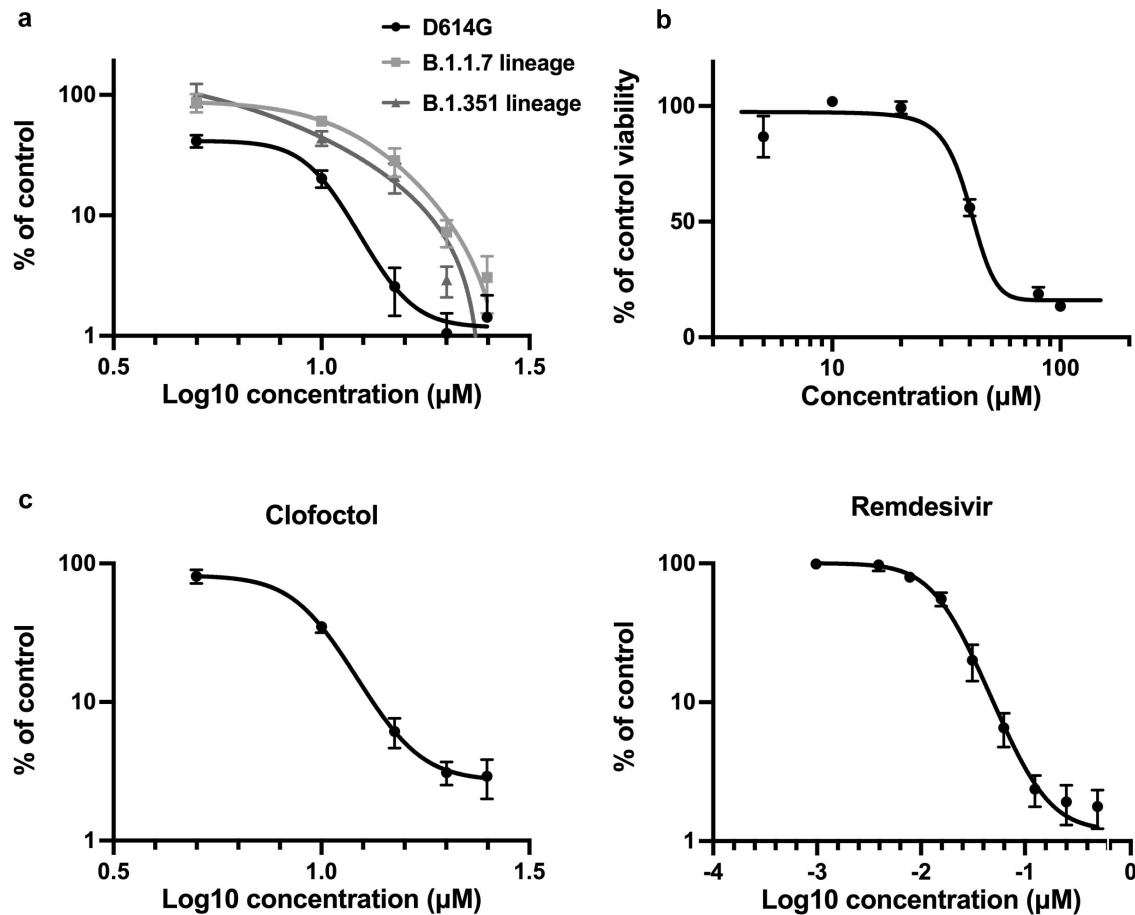 a
D614G
B.1.1.7 lineage
B.1.351 lineage
% of control
100
10
1
0.5 1.0 1.5
Log10 concentration (µM)
b
% of control viability
100
50
0
10 100
Concentration (µM)
c
Clofoctol
% of control
100
10
1
0.5 1.0 1.5
Log10 concentration (µM)
Remdesivir
% of control
100
10
1
-4 -3 -2 -1 0
Log10 concentration (µM)